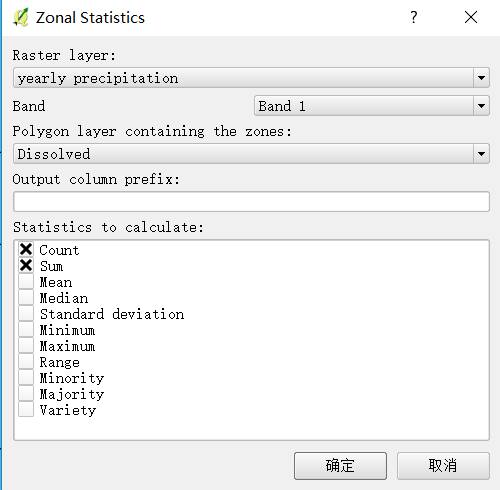 Zonal Statistics
Raster layer:
yearly precipitation
Band
Band 1
Polygon layer containing the zones:
Dissolved
Output column prefix:
Statistics to calculate:
Count
Sum
Mean
Median
Standard deviation
Minimum
Maximum
Range
Minority
Majority
Variety
确定
取消